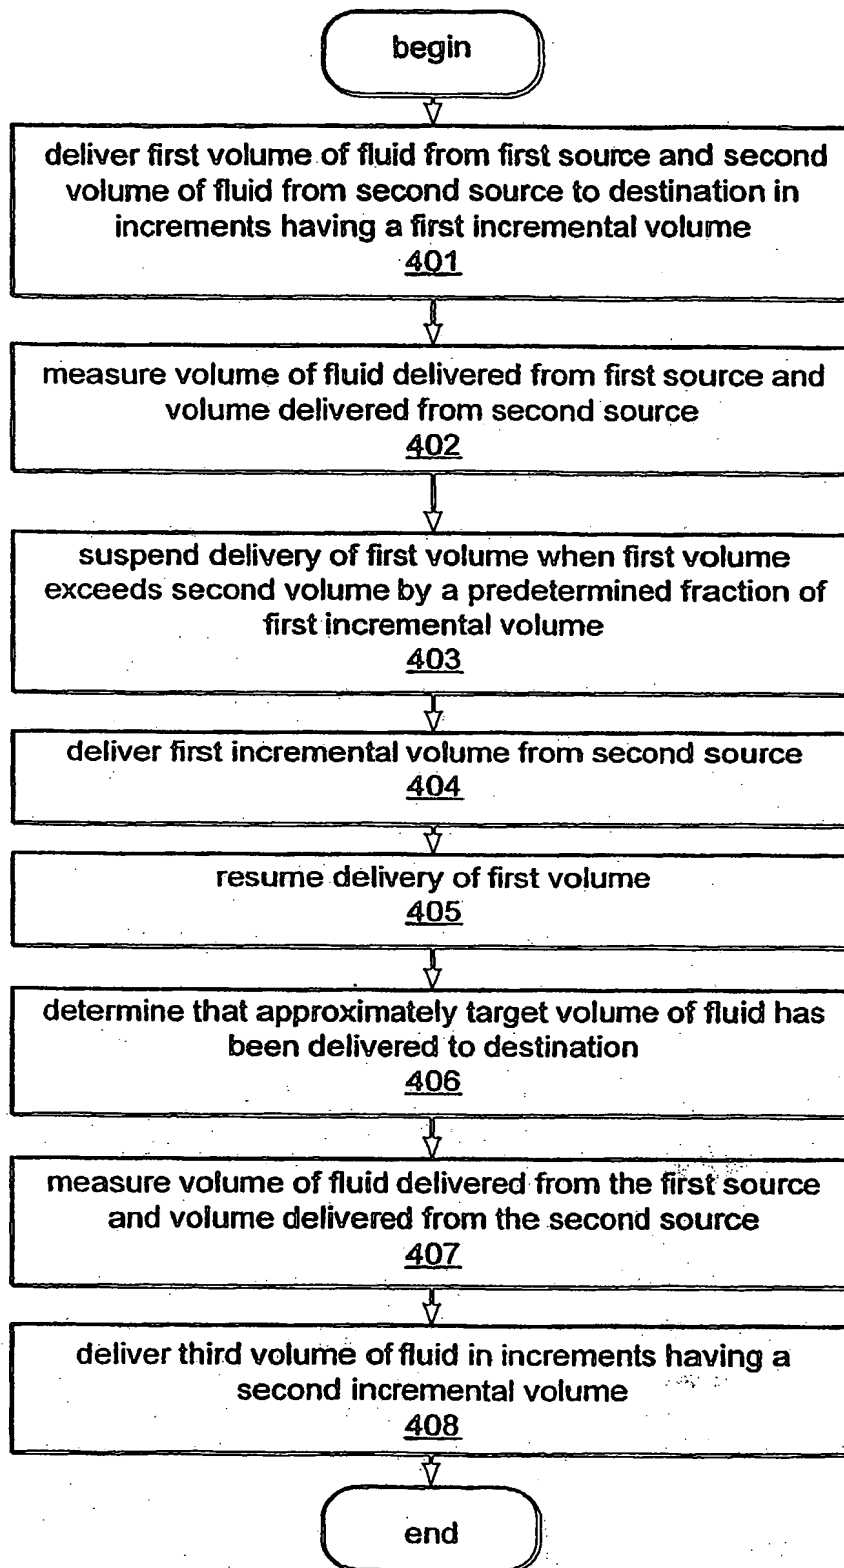 begin
deliver first volume of fluid from first source and second
volume of fluid from second source to destination in
increments having a first incremental volume
401
measure volume of fluid delivered from first source and
volume delivered from second source
402
suspend delivery of first volume when first volume
exceeds second volume by a predetermined fraction of
first incremental volume
403
deliver first incremental volume from second source
404
resume delivery of first volume
405
determine that approximately target volume of fluid has
been delivered to destination
406
measure volume of fluid delivered from the first source
and volume delivered from the second source
407
deliver third volume of fluid in increments having a
second incremental volume
408
end